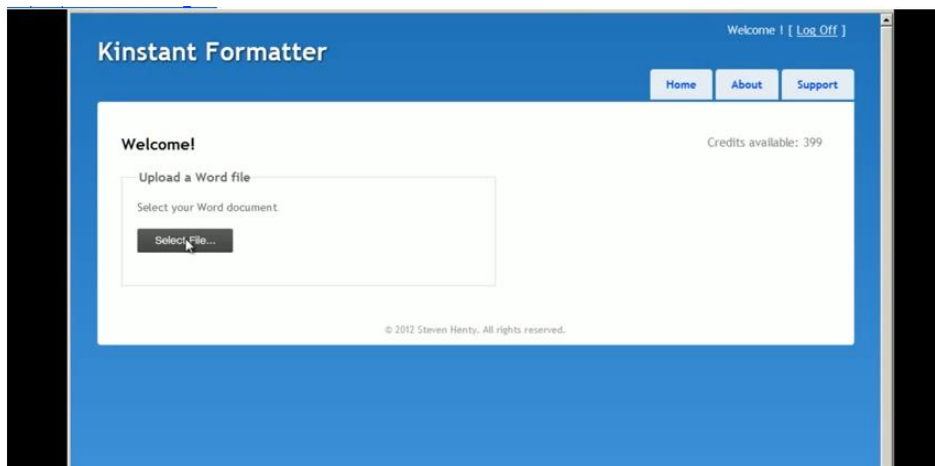 Welcome ! [ Log Off ]
Kinstant Formatter
Home About Support
Welcome!
Credits available: 399
Upload a Word file
Select your Word document
Select File...
© 2012 Steven Henty. All rights reserved.